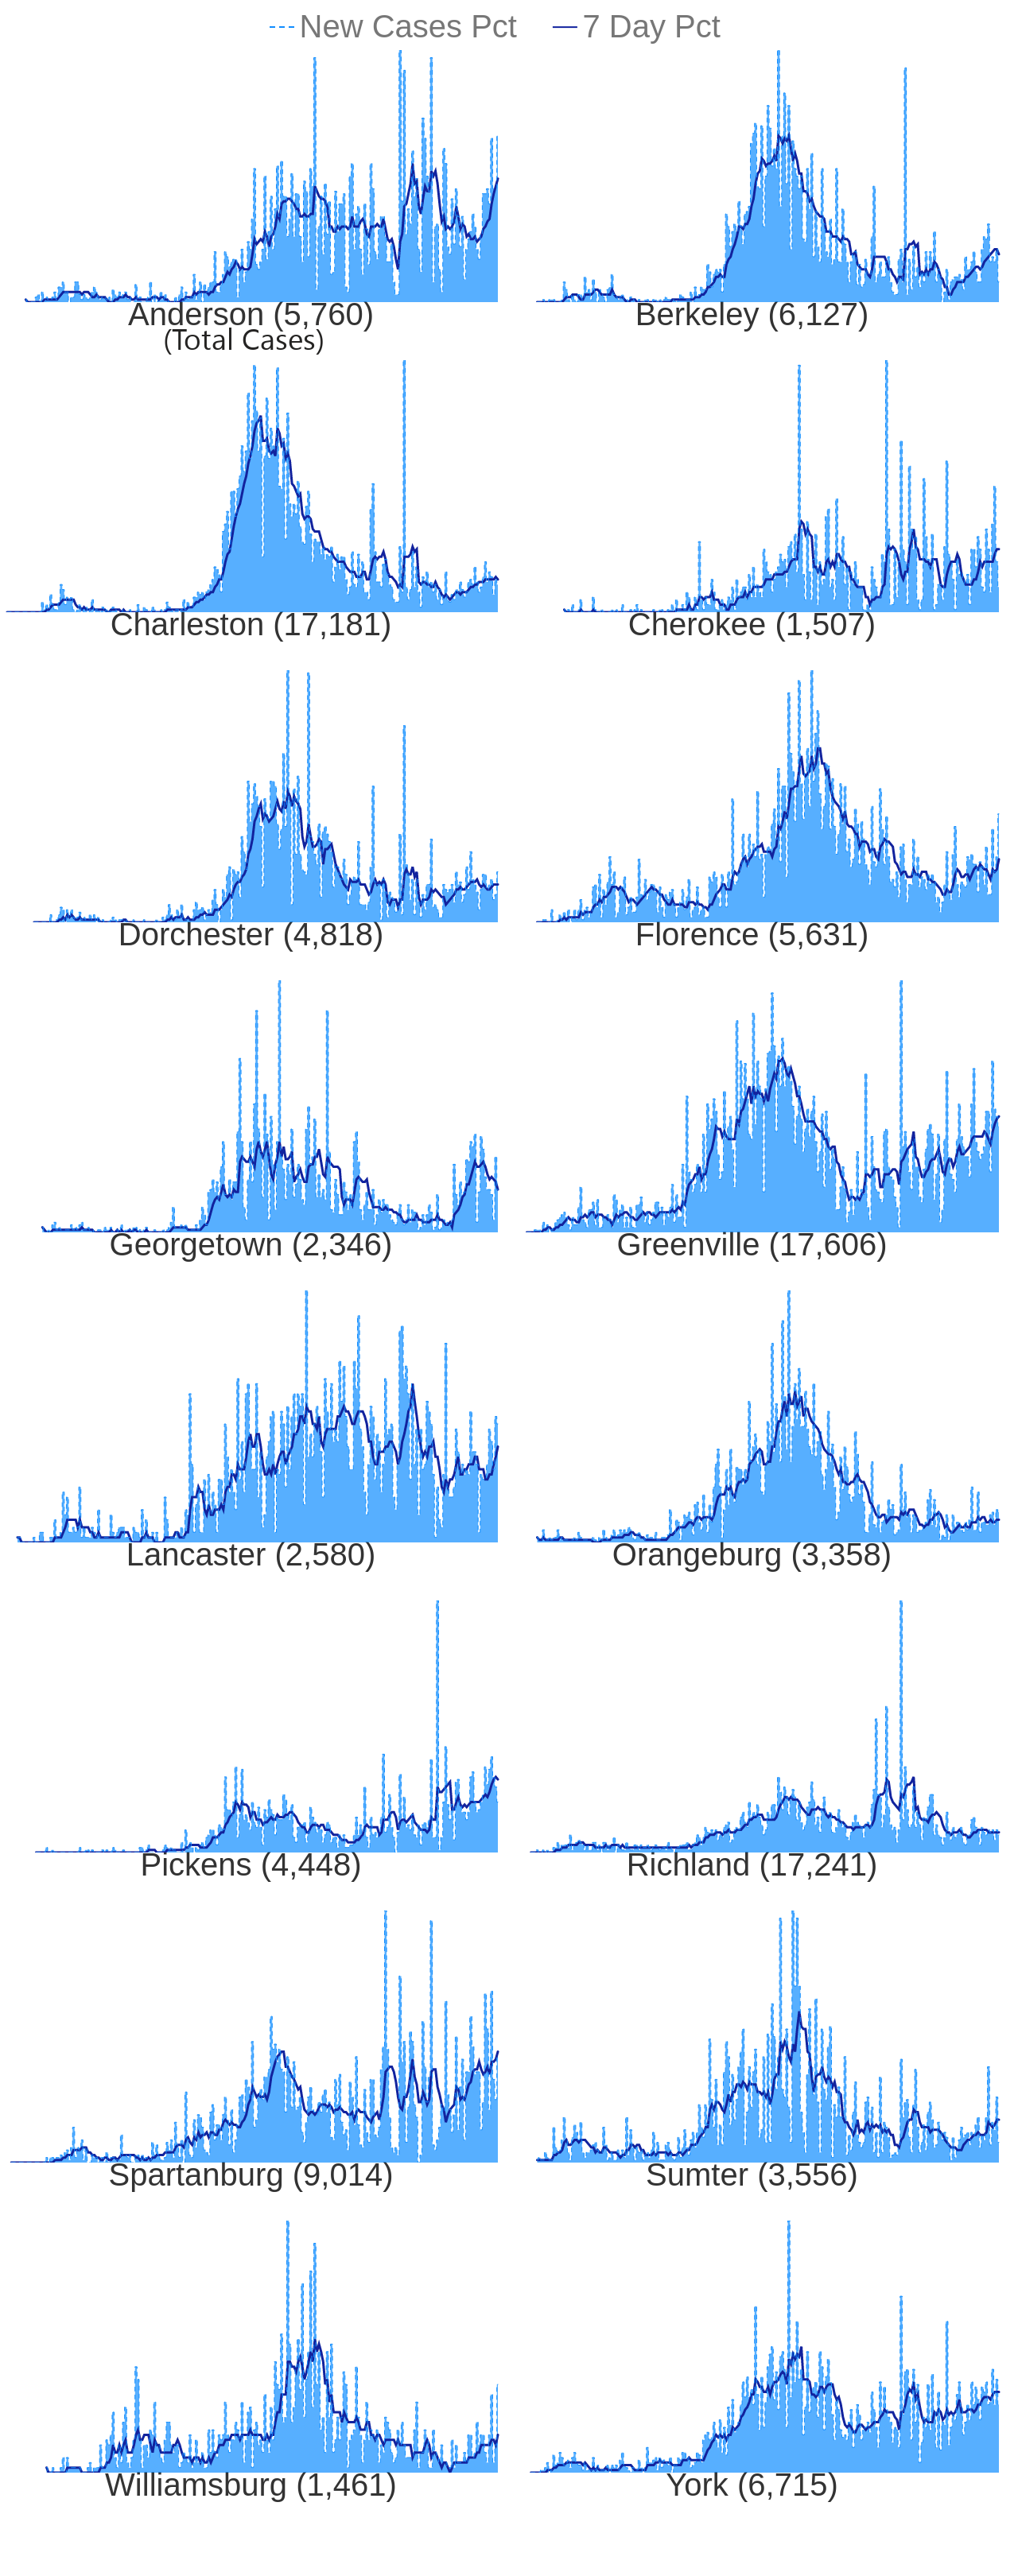 New Cases Pct 7 Day Pct
Anderson (5,760) Berkeley (6,127)
(Total Cases)
Charleston (17,181) Cherokee (1,507)
Dorchester (4,818) Florence (5,631)
Georgetown (2,346) Greenville (17,606)
Lancaster (2,580) Orangeburg (3,358)
Pickens (4,448) Richland (17,241)
Spartanburg (9,014) Sumter (3,556)
Williamsburg (1,461) York (6,715)